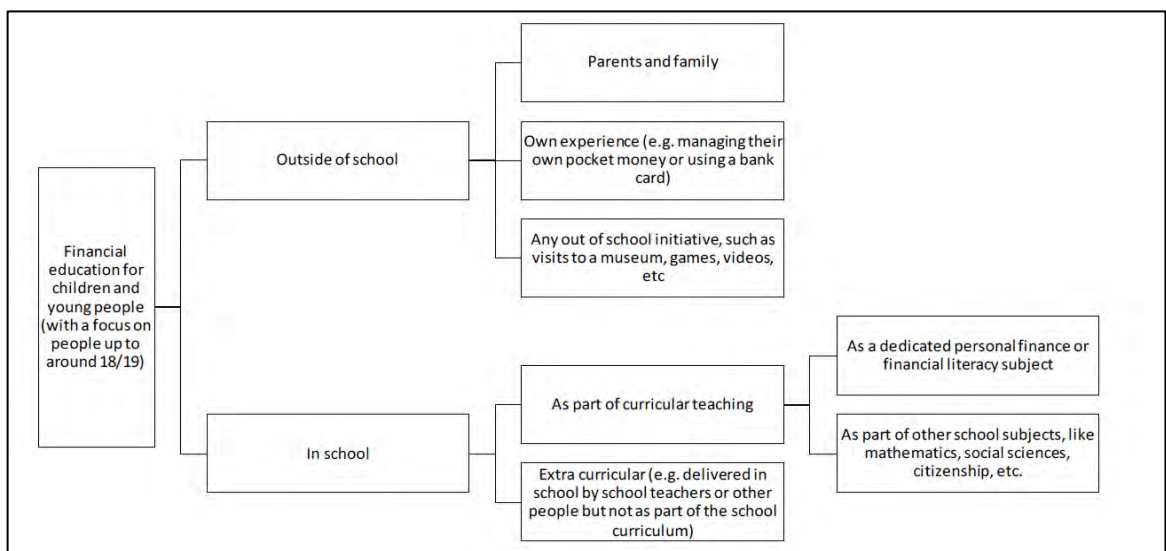 Financial
education for
children and
young people
(with a focus on
people up to
around 18/19)
Outside of school
Parents and family
Own experience (e.g. managing their
own pocket money or using a bank
card)
Any out of school initiative, such as
visits to a museum, games, videos,
etc
In school
As part of curricular teaching
As a dedicated personal finance or
financial literacy subject
As part of other school subjects, like
mathematics, social sciences,
citizenship, etc.
Extra curricular (e.g. delivered in
school by school teachers or other
people but not as part of the school
curriculum)